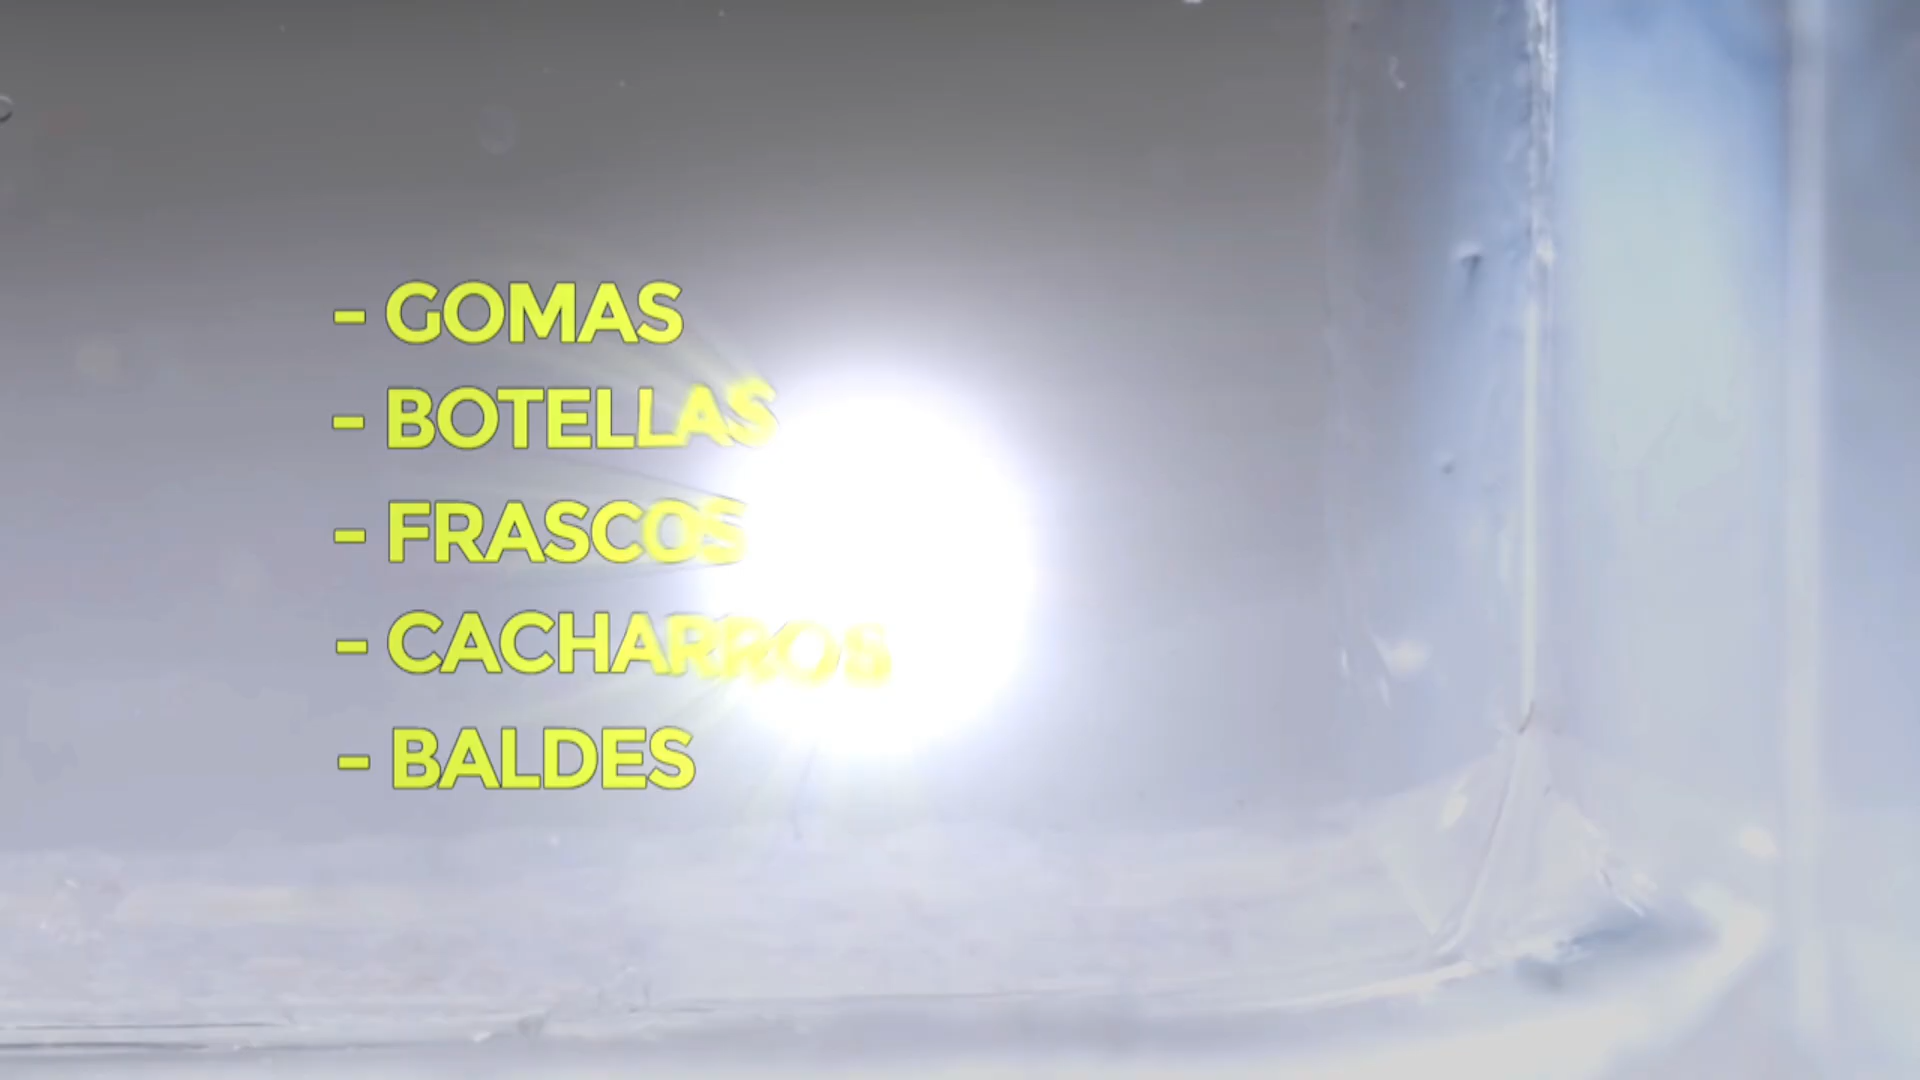 - GOMAS
- BOTELLAS
- FRASCOS
- CACHARROS
- BALDES